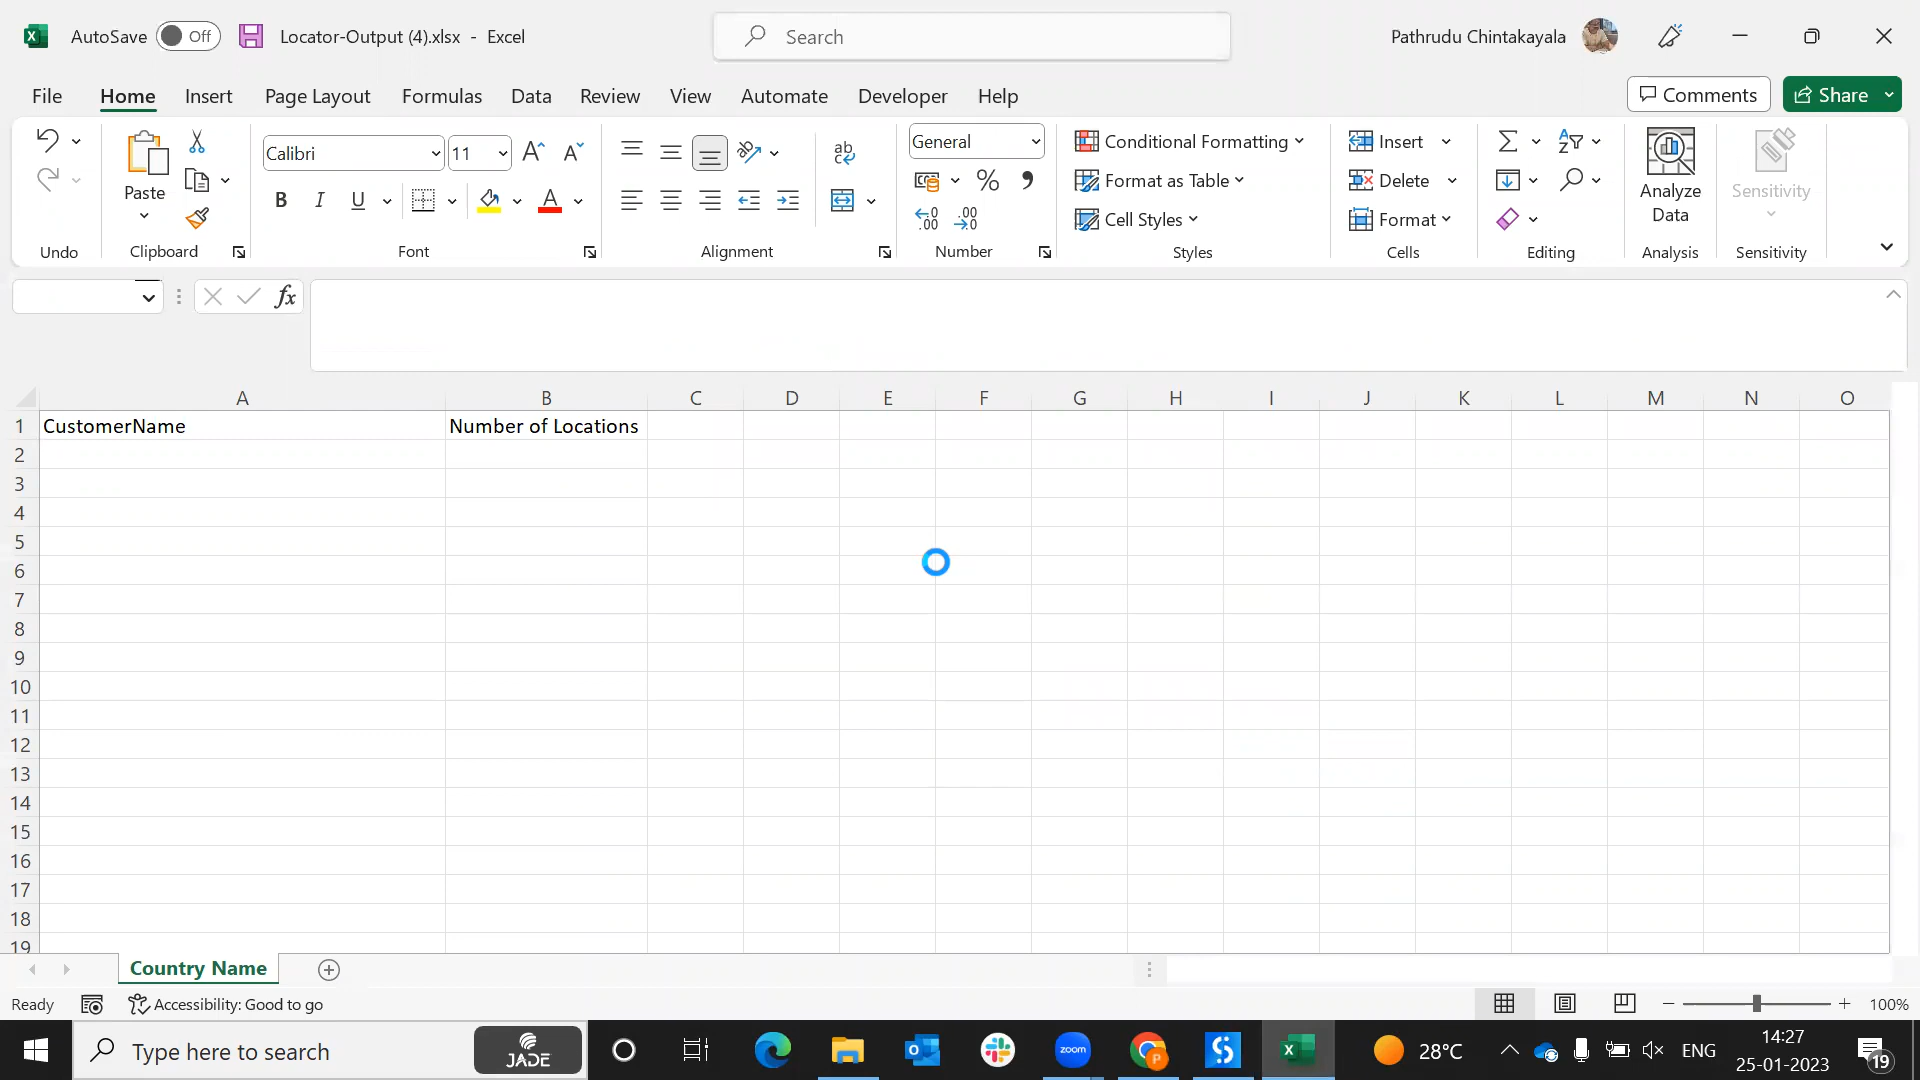 AutoSave Off Locator-Output (4).xlsx - Excel Search Pathrudu Chintakayala
File Home Insert Page Layout Formulas Data Review View Automate Developer Help Comments Share
Calibri 11 General Conditional Formatting Insert
Paste B I U Format as Table Delete Analyze Data Sensitivity
Cell Styles Format
Undo Clipboard Font Alignment Number Styles Cells Editing Analysis Sensitivity
fx
A B C D E F G H I J K L M N O
1 CustomerName Number of Locations
2
3
4
5
6
7
8
9
10
11
12
13
14
15
16
17
18
19
Country Name
Ready Accessibility: Good to go 100%
Type here to search JADE zoom P 28°C ENG 14:27
25-01-2023 19